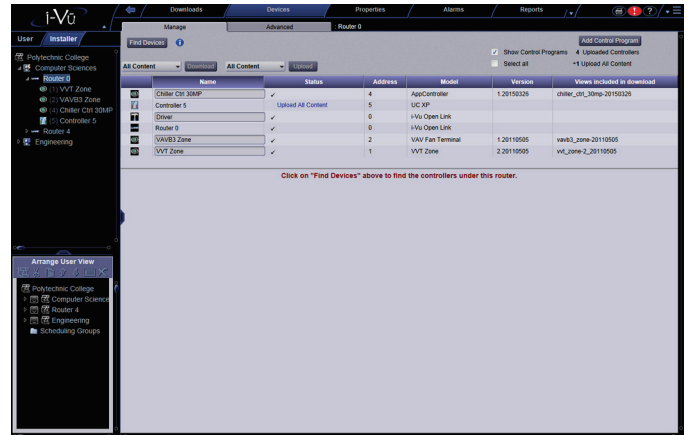 i-Vu
Downloads Devices Properties Alarms Reports
User Installer
Manage Advanced : Router 0
Find Devices
Add Control Program
Show Control Programs 4 Uploaded Controllers
Select all ~1 Upload All Content
All Content Download All Content Upload
Name Status Address Model Version Views included in download
Chiller Ctrl 30MP 4 AppController 1.20150326 chiller_ctrl_30mp-20150326
Controller 5 Upload All Content 5 UC XP
Driver 0 i-Vu Open Link
Router 0 0 i-Vu Open Link
VAVB3 Zone 2 VAV Fan Terminal 1.20110505 vavb3_zone-20110505
VVT Zone 1 VVT Zone 2.20110505 vvt_zone-2_20110505
Click on "Find Devices" above to find the controllers under this router.
Polytechnic College
Computer Sciences
Router 0
(1) VVT Zone
(2) VAVB3 Zone
(4) Chiller Ctrl 30MP
(5) Controller 5
Router 4
Engineering
Arrange User View
Polytechnic College
Computer Science
Router 4
Engineering
Scheduling Groups